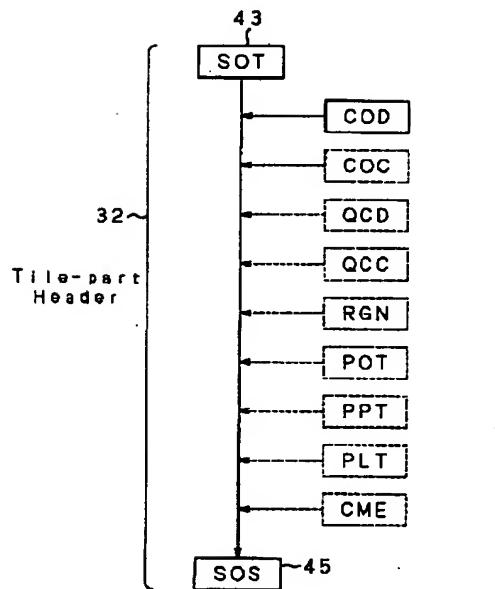 43
SOT
COD
COC
32
QCD
QCC
Tile-part
Header
RGN
POT
PPT
PLT
CME
SOS
45